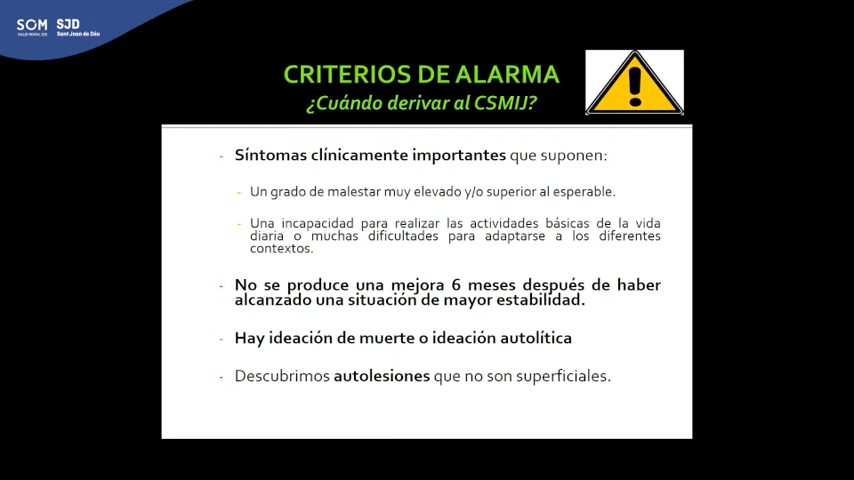 SOM
SALUD MENTAL 360
SJD
Sant Joan de Déu
CRITERIOS DE ALARMA
¿Cuándo derivar al CSMIJ?
- Síntomas clínicamente importantes que suponen:
- Un grado de malestar muy elevado y/o superior al esperable.
- Una incapacidad para realizar las actividades básicas de la vida
diaria o muchas dificultades para adaptarse a los diferentes
contextos.
- No se produce una mejora 6 meses después de haber
alcanzado una situación de mayor estabilidad.
- Hay ideación de muerte o ideación autolítica
- Descubrimos autolesiones que no son superficiales.